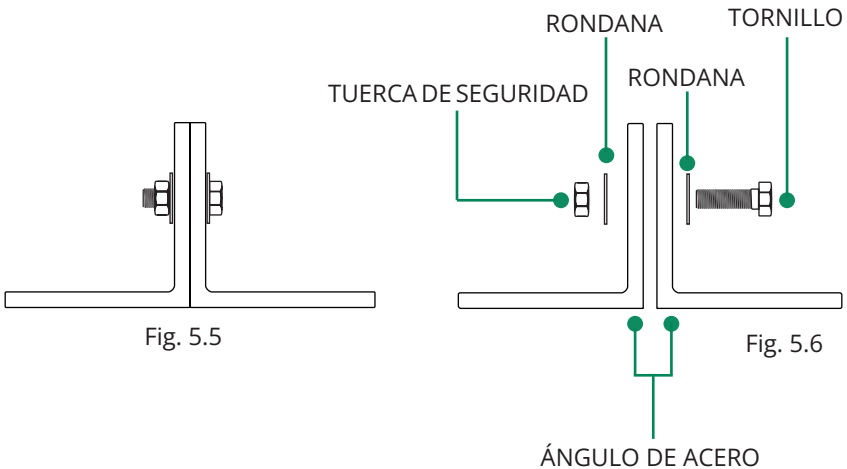 RONDANA
TORNILLO
TUERCA DE SEGURIDAD
RONDANA
Fig. 5.5
Fig. 5.6
ÁNGULO DE ACERO